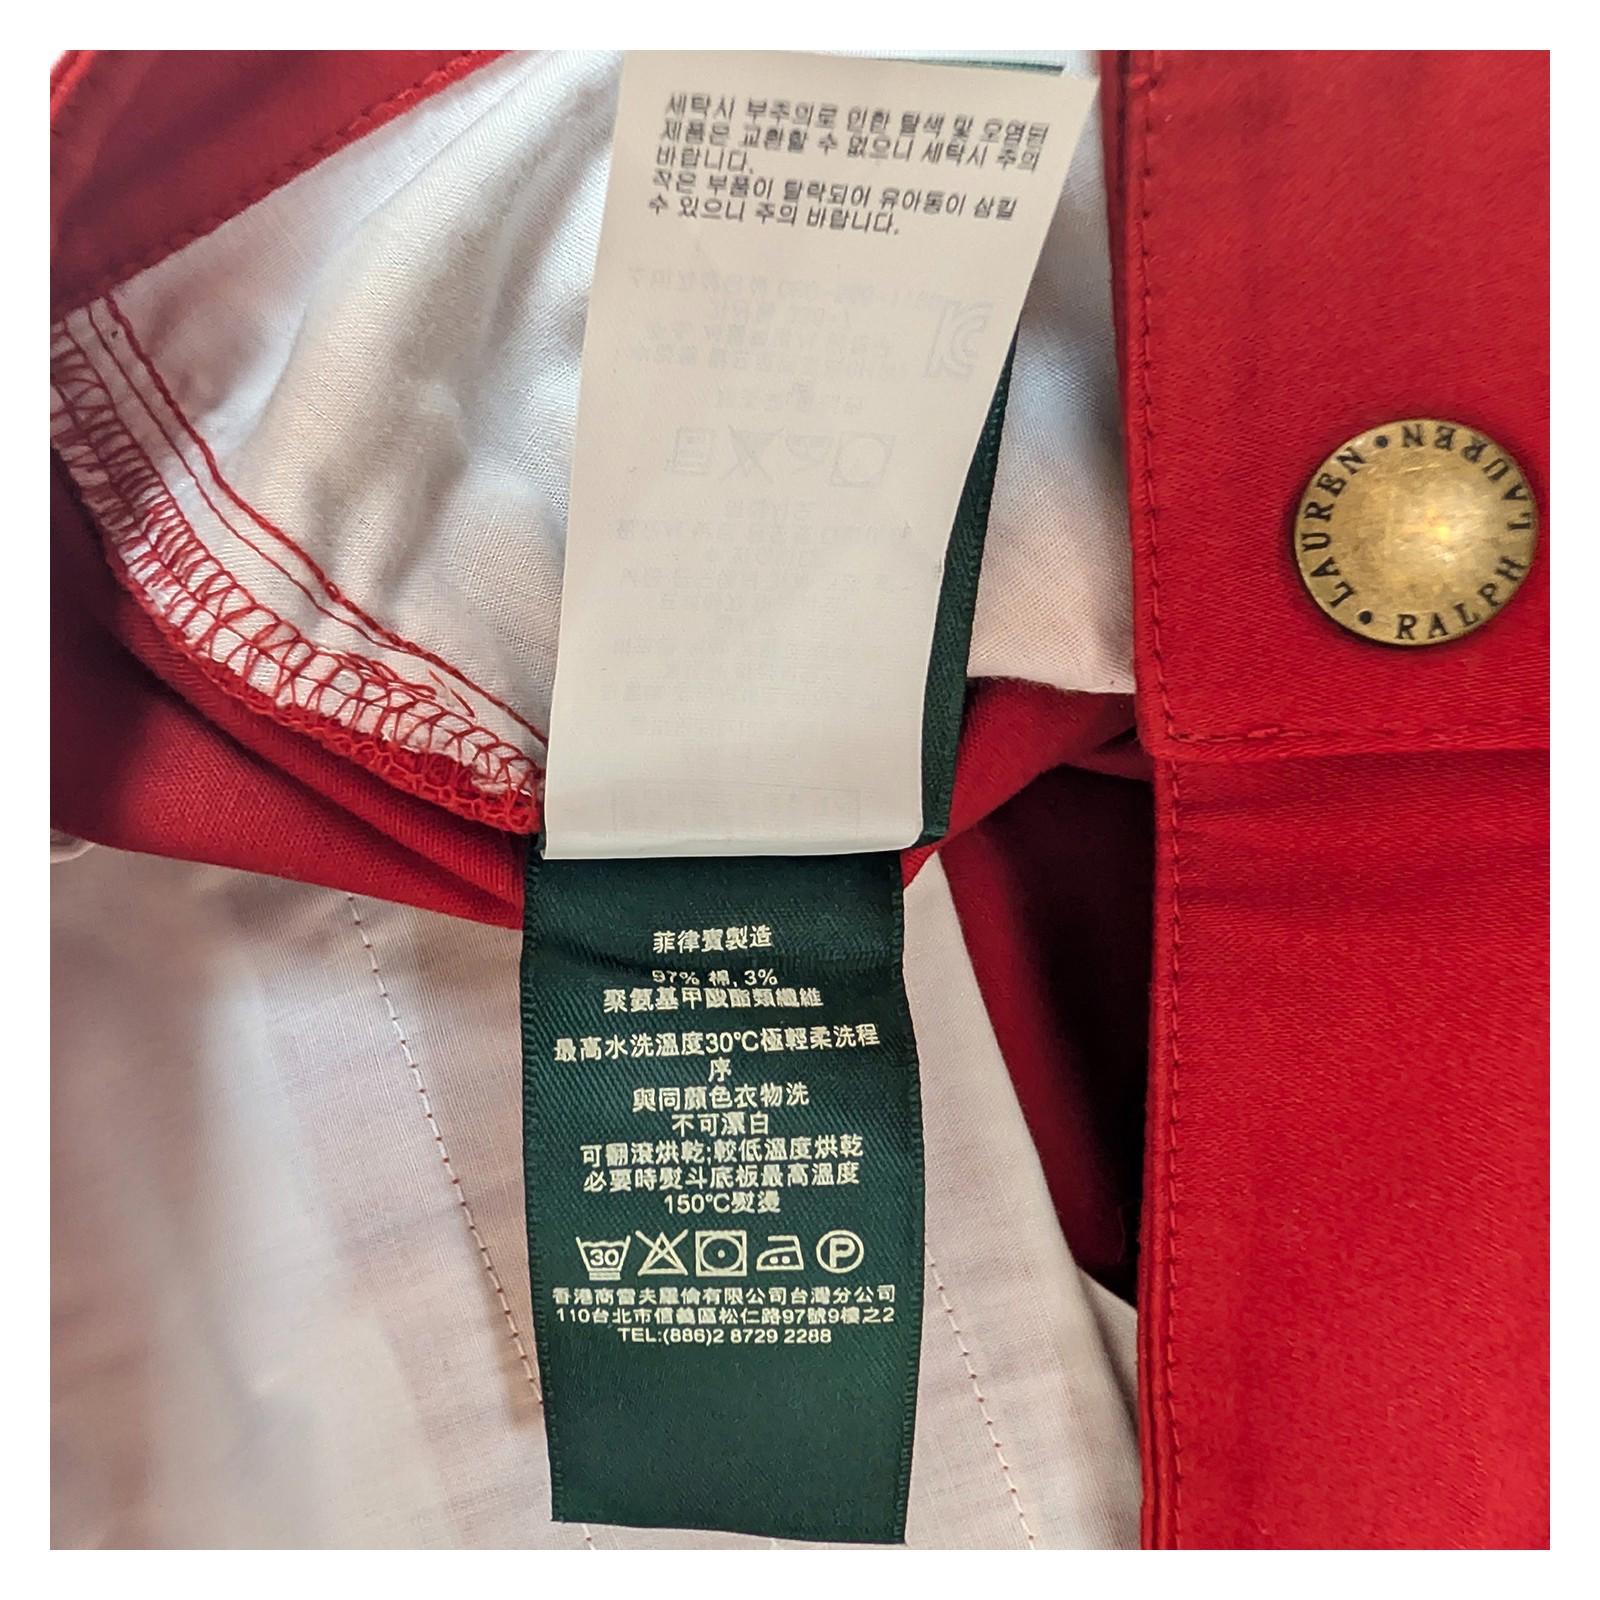 세탁시 부주의로 인한 탈색 및 오염된
제품은 교환할 수 없으니 세탁시 주의
바랍니다.
작은 부품이 탈락되어 유아동이 삼킬
수 있으니 주의 바랍니다.
LAUREN • RALPH LAUREN •
菲律賓製造
97% 棉, 3%
聚氨基甲酸酯類纖維
最高水洗溫度30°C極輕柔洗程
序
與同顏色衣物洗
不可漂白
可翻滾烘乾;較低溫度烘乾
必要時熨斗底板最高溫度
150°C熨燙
30 P
香港商雷夫羅倫有限公司台灣分公司
110台北市信義區松仁路97號9樓之2
TEL:(886)2 8729 2288